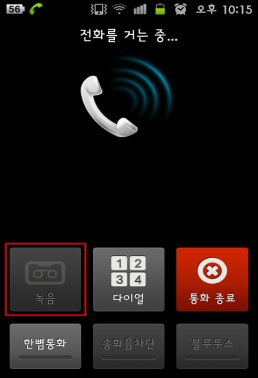 56 오후 10:15
전화를 거는 중...
1 2
3 4
녹음 다이얼 통화 종료
한뼘통화 송화음차단 블루투스